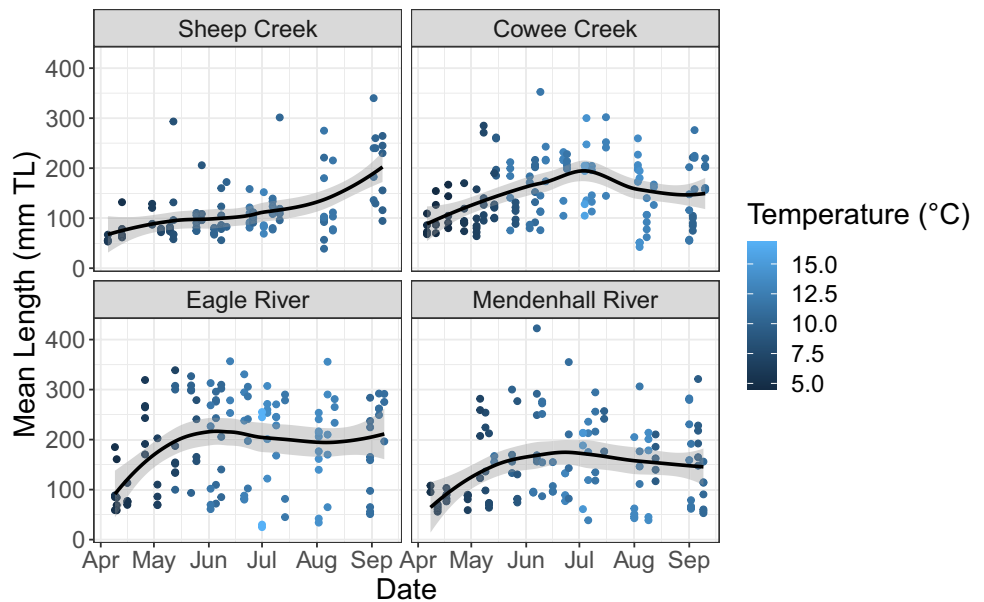 Sheep Creek
Cowee Creek
400
300
200
100
0
Eagle River
Mendenhall River
400
300
200
100
0
Apr May Jun Jul Aug Sep
Apr May Jun Jul Aug Sep
Date
Mean Length (mm TL)
Temperature (°C)
15.0
12.5
10.0
7.5
5.0